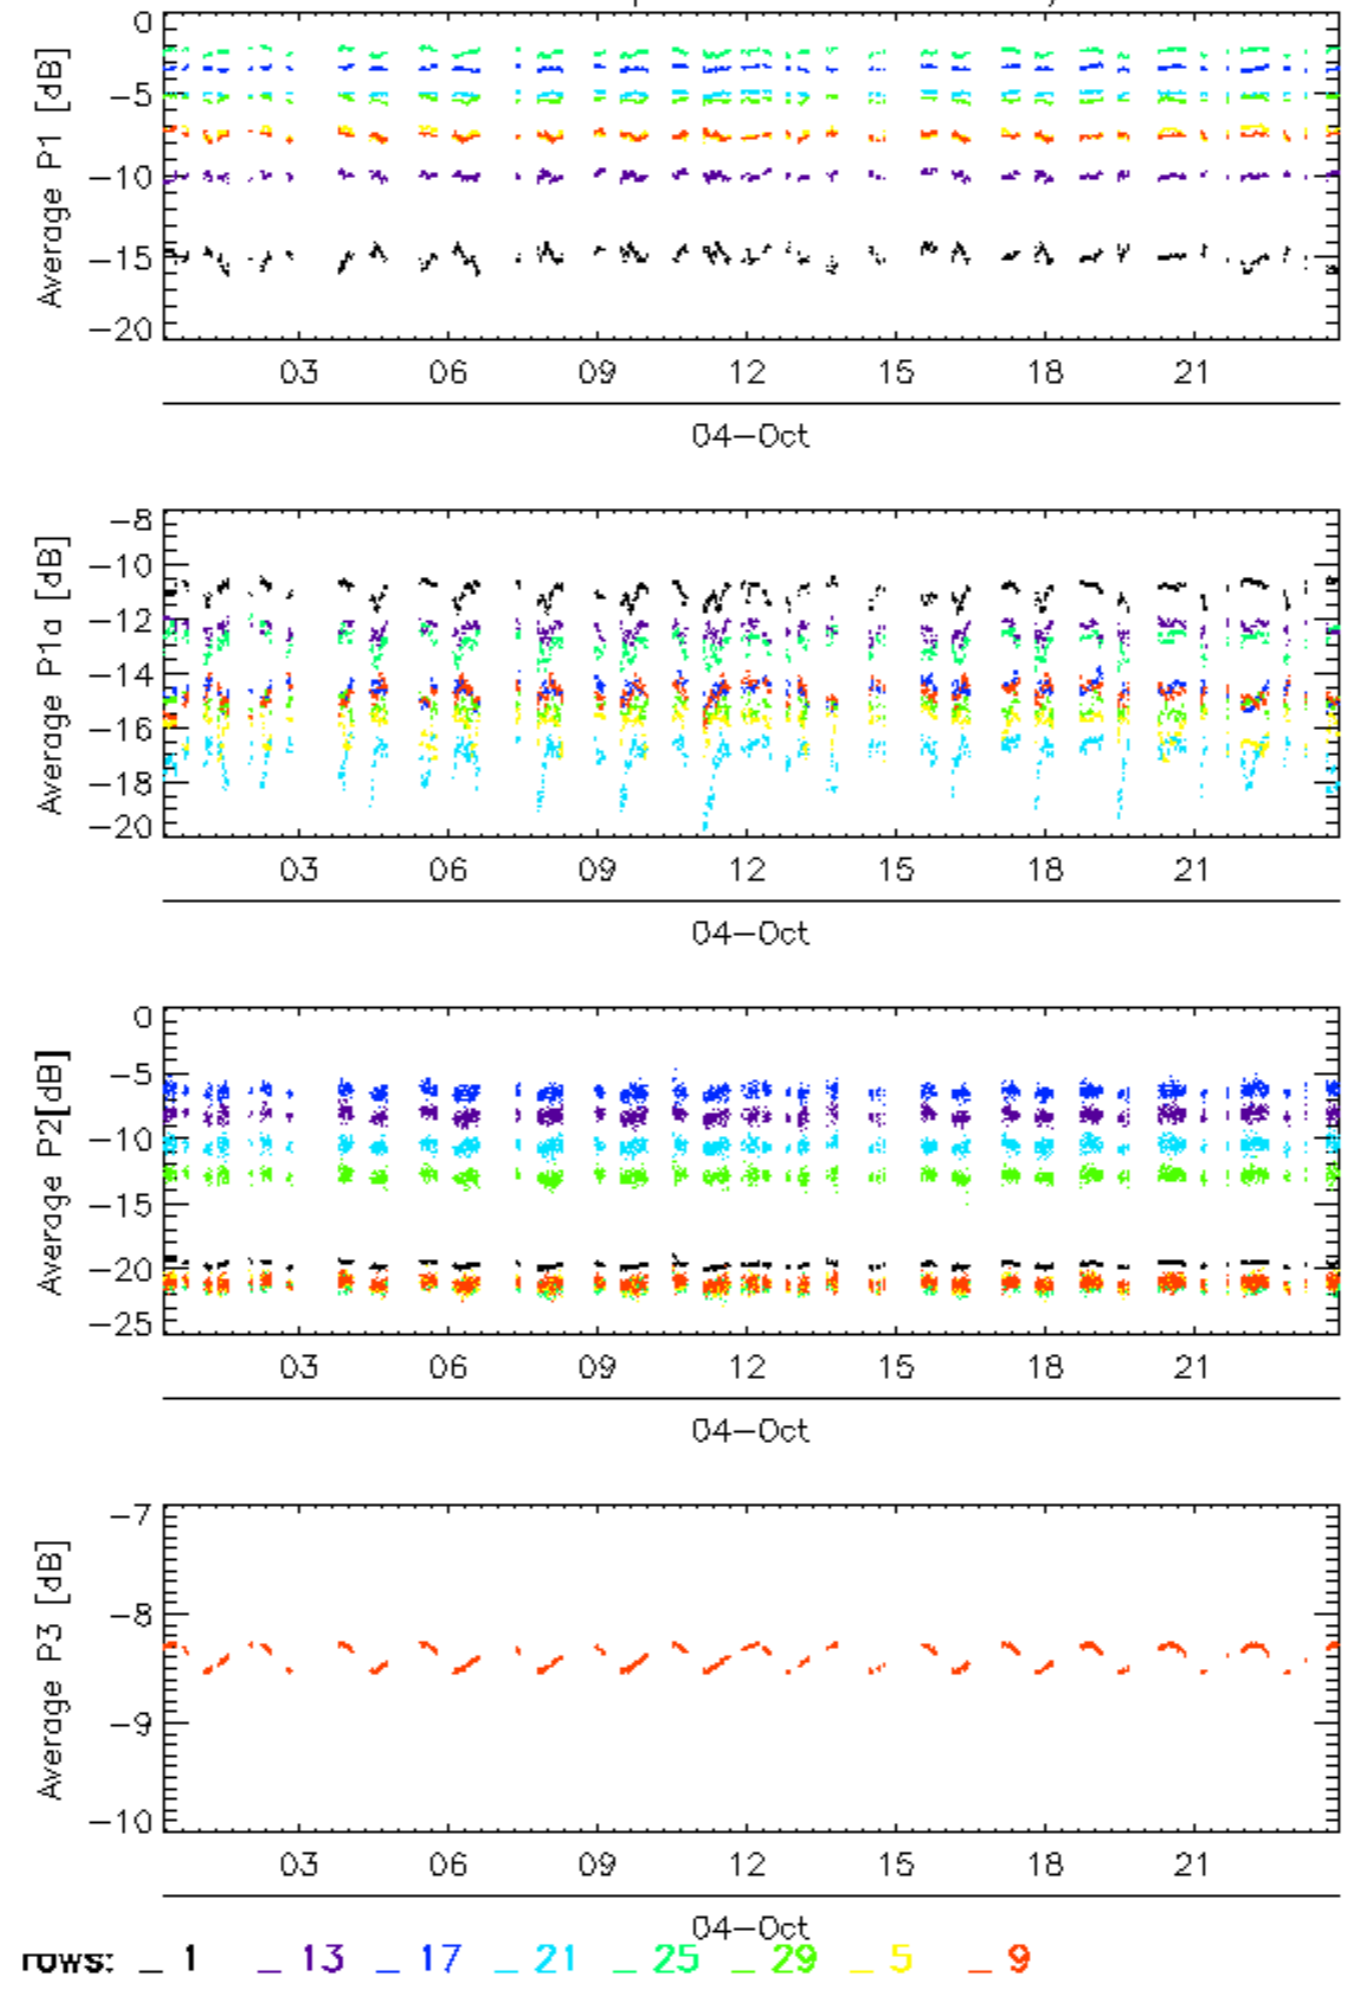 0
−5
−10
−15
−20
Average P1 [dB]
03 06 09 12 15 18 21
04−Oct
−8
−10
−12
−14
−16
−18
−20
Average P1a [dB]
03 06 09 12 15 18 21
04−Oct
0
−5
−10
−15
−20
−25
Average P2[dB]
03 06 09 12 15 18 21
04−Oct
−7
−8
−9
−10
Average P3 [dB]
03 06 09 12 15 18 21
04−Oct
rows: _ 1 _ 13 _ 17 _ 21 _ 25 _ 29 _ 5 _ 9